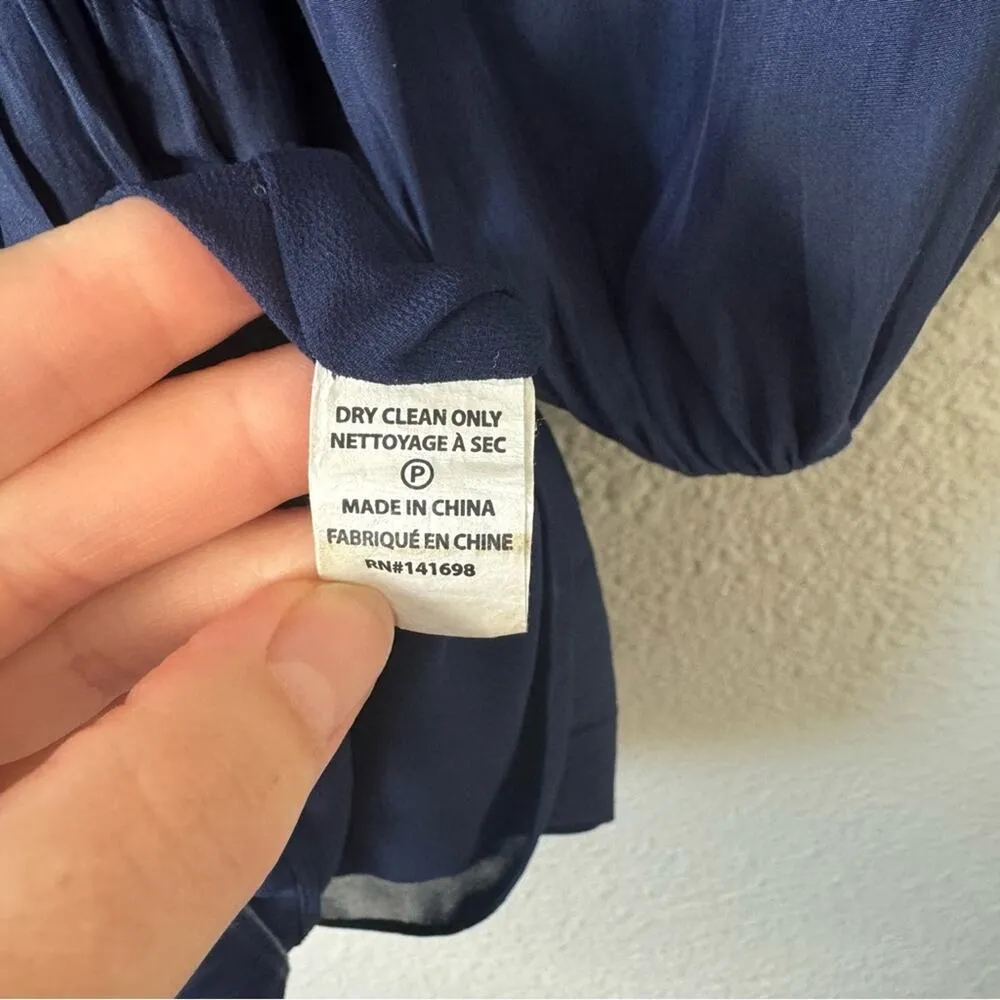 DRY CLEAN ONLY
NETTOYAGE À SEC
P
MADE IN CHINA
FABRIQUÉ EN CHINE
RN#141698